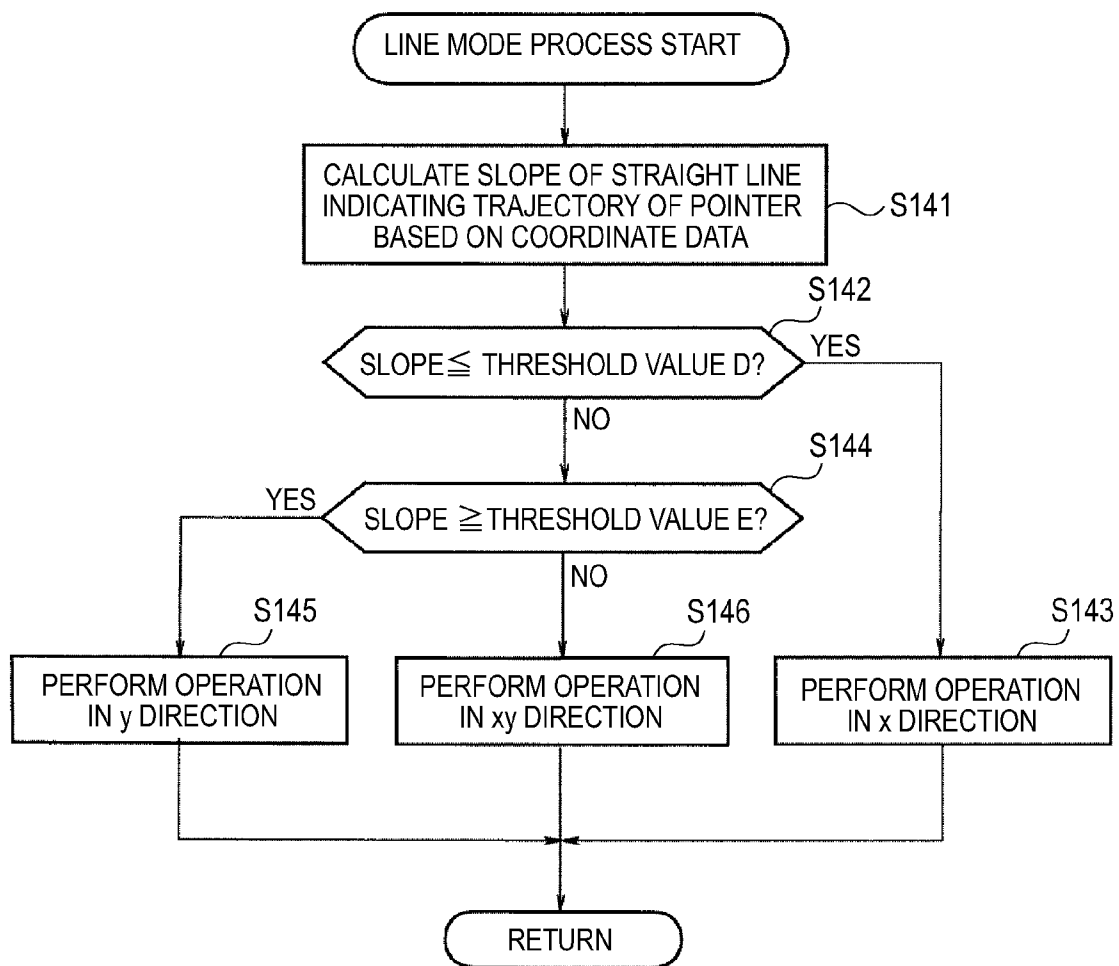 LINE MODE PROCESS START
CALCULATE SLOPE OF STRAIGHT LINE
INDICATING TRAJECTORY OF POINTER
BASED ON COORDINATE DATA
S141
S142
SLOPE≦ THRESHOLD VALUE D?
YES
NO
S144
YES
SLOPE ≧THRESHOLD VALUE E?
NO
S145
S146
S143
PERFORM OPERATION
IN y DIRECTION
PERFORM OPERATION
IN xy DIRECTION
PERFORM OPERATION
IN x DIRECTION
RETURN